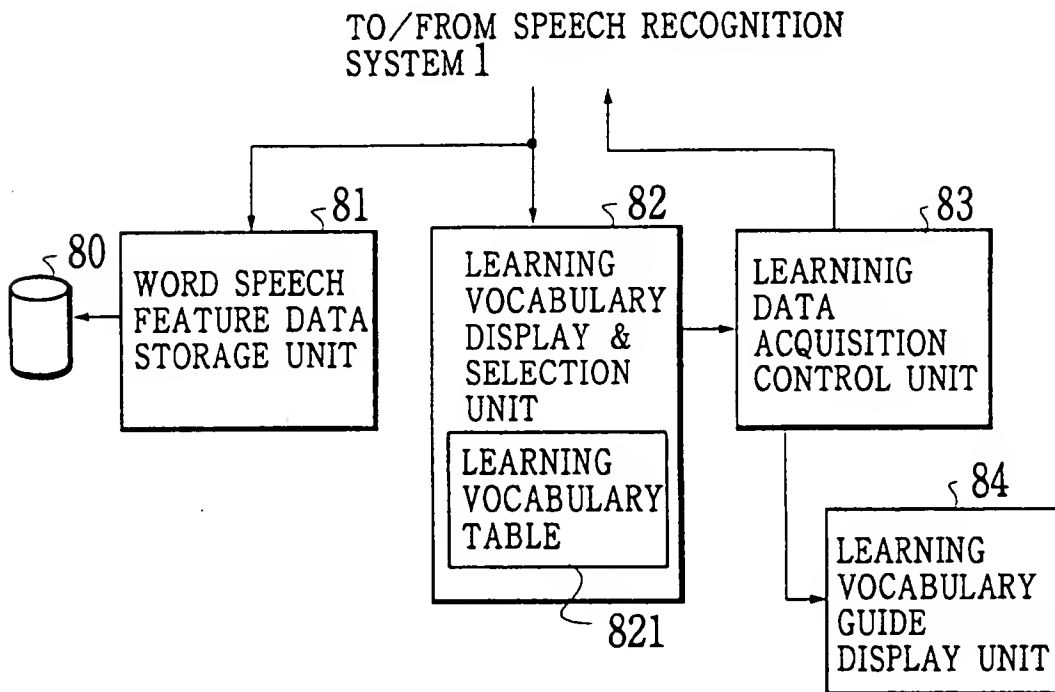 TO/FROM SPEECH RECOGNITION
SYSTEM 1
80
81
WORD SPEECH
FEATURE DATA
STORAGE UNIT
82
LEARNING
VOCABULARY
DISPLAY &
SELECTION
UNIT
LEARNING
VOCABULARY
TABLE
821
83
LEARNINIG
DATA
ACQUISITION
CONTROL UNIT
84
LEARNING
VOCABULARY
GUIDE
DISPLAY UNIT